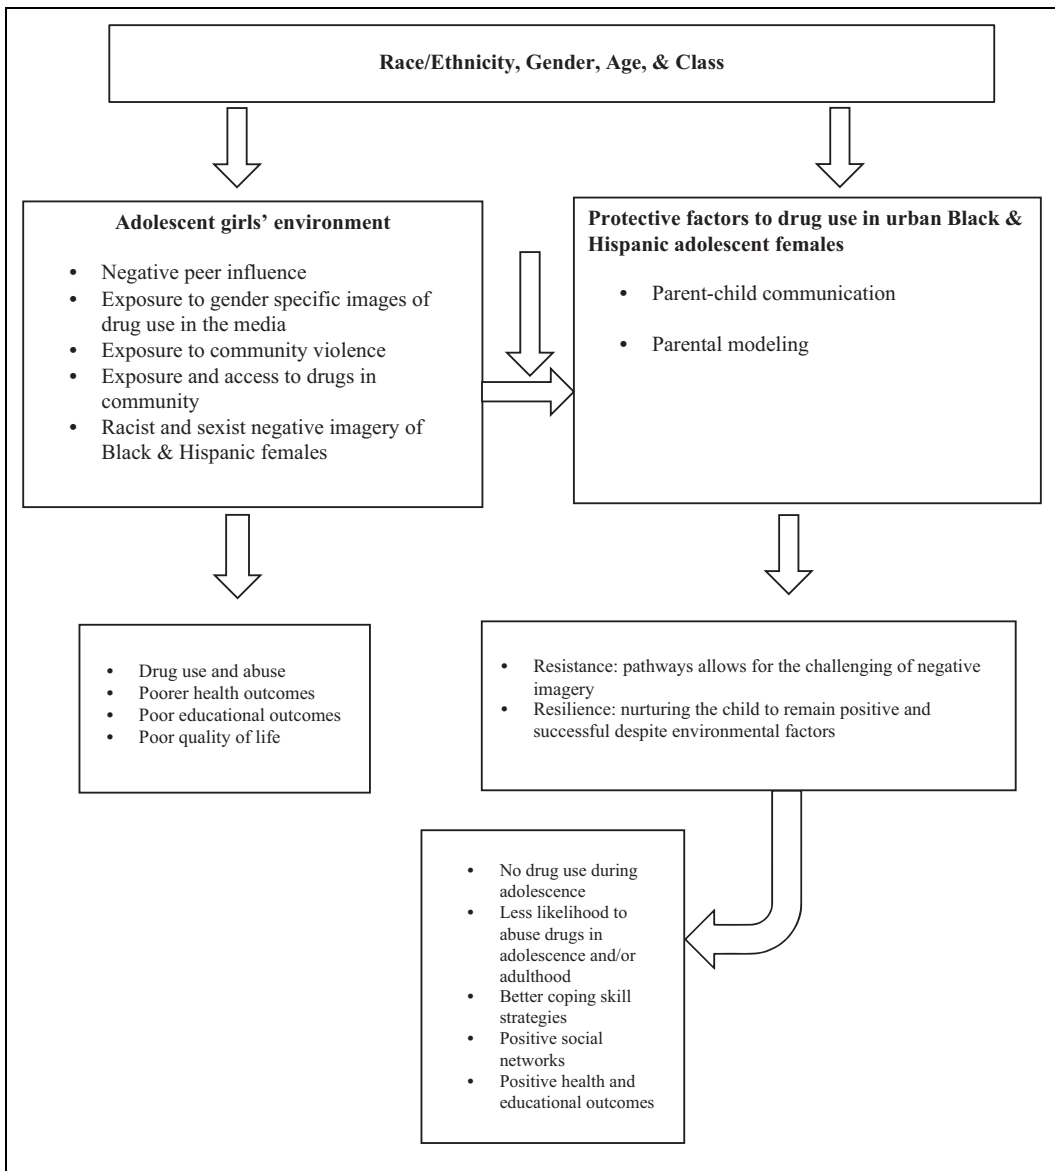 Race/Ethnicity, Gender, Age, & Class
Adolescent girls' environment
• Negative peer influence
• Exposure to gender specific images of
drug use in the media
• Exposure to community violence
• Exposure and access to drugs in
community
• Racist and sexist negative imagery of
Black & Hispanic females
Protective factors to drug use in urban Black &
Hispanic adolescent females
• Parent-child communication
• Parental modeling
• Drug use and abuse
• Poorer health outcomes
• Poor educational outcomes
• Poor quality of life
• Resistance: pathways allows for the challenging of negative
imagery
• Resilience: nurturing the child to remain positive and
successful despite environmental factors
• No drug use during
adolescence
• Less likelihood to
abuse drugs in
adolescence and/or
adulthood
• Better coping skill
strategies
• Positive social
networks
• Positive health and
educational outcomes